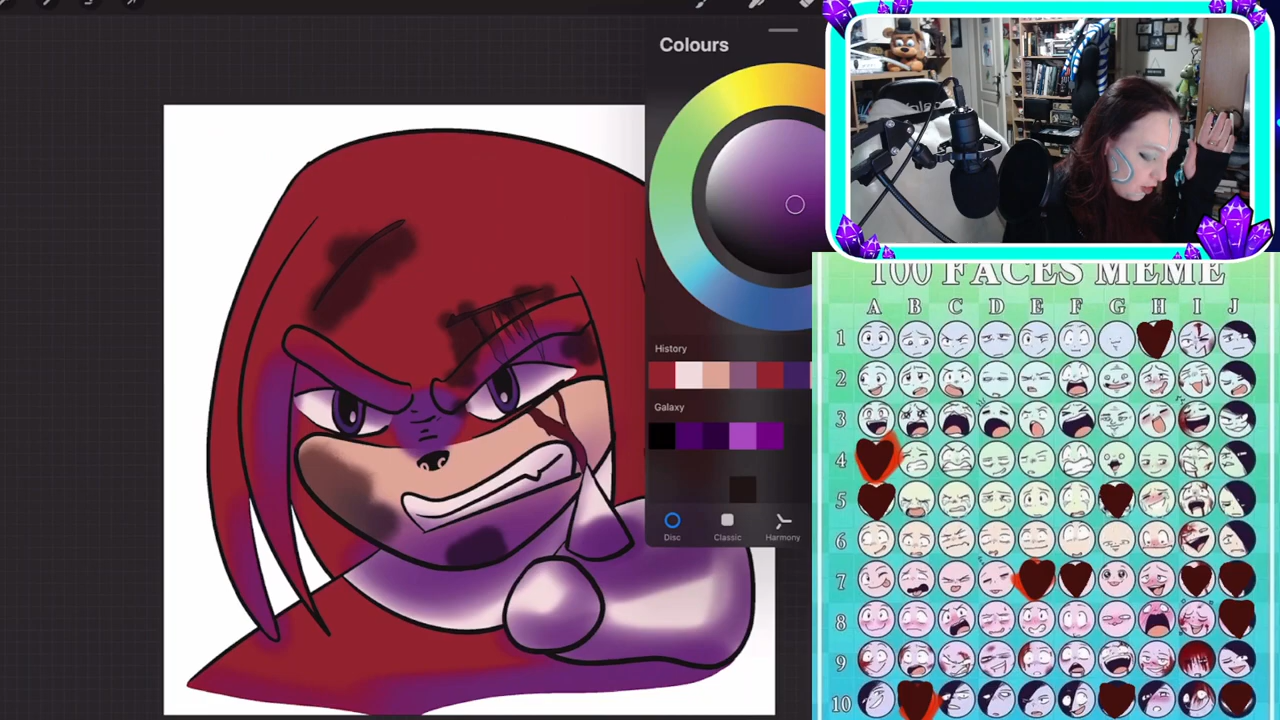 Colours
History
Galaxy
Disc
Classic
Harmony
100 FACES MEME
A B C D E F G H I J
1
2
3
4
5
6
7
8
9
10